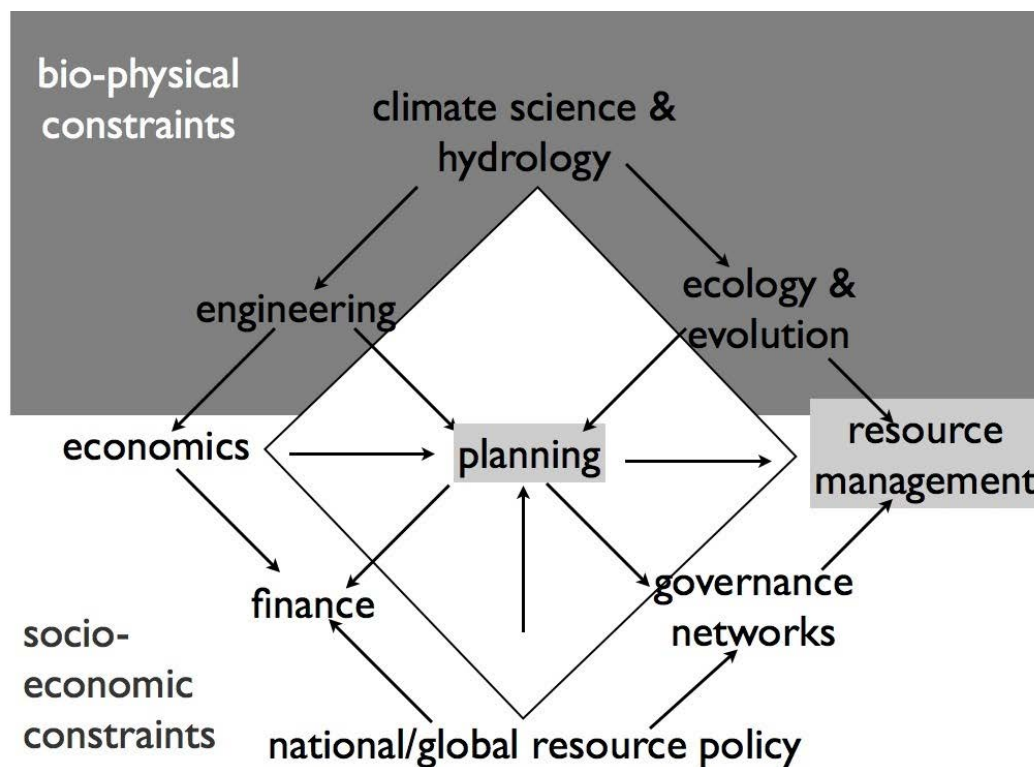 bio-physical
constraints
climate science &
hydrology
engineering
ecology &
evolution
economics
planning
resource
management
finance
governance
networks
socio-
economic
constraints
national/global resource policy